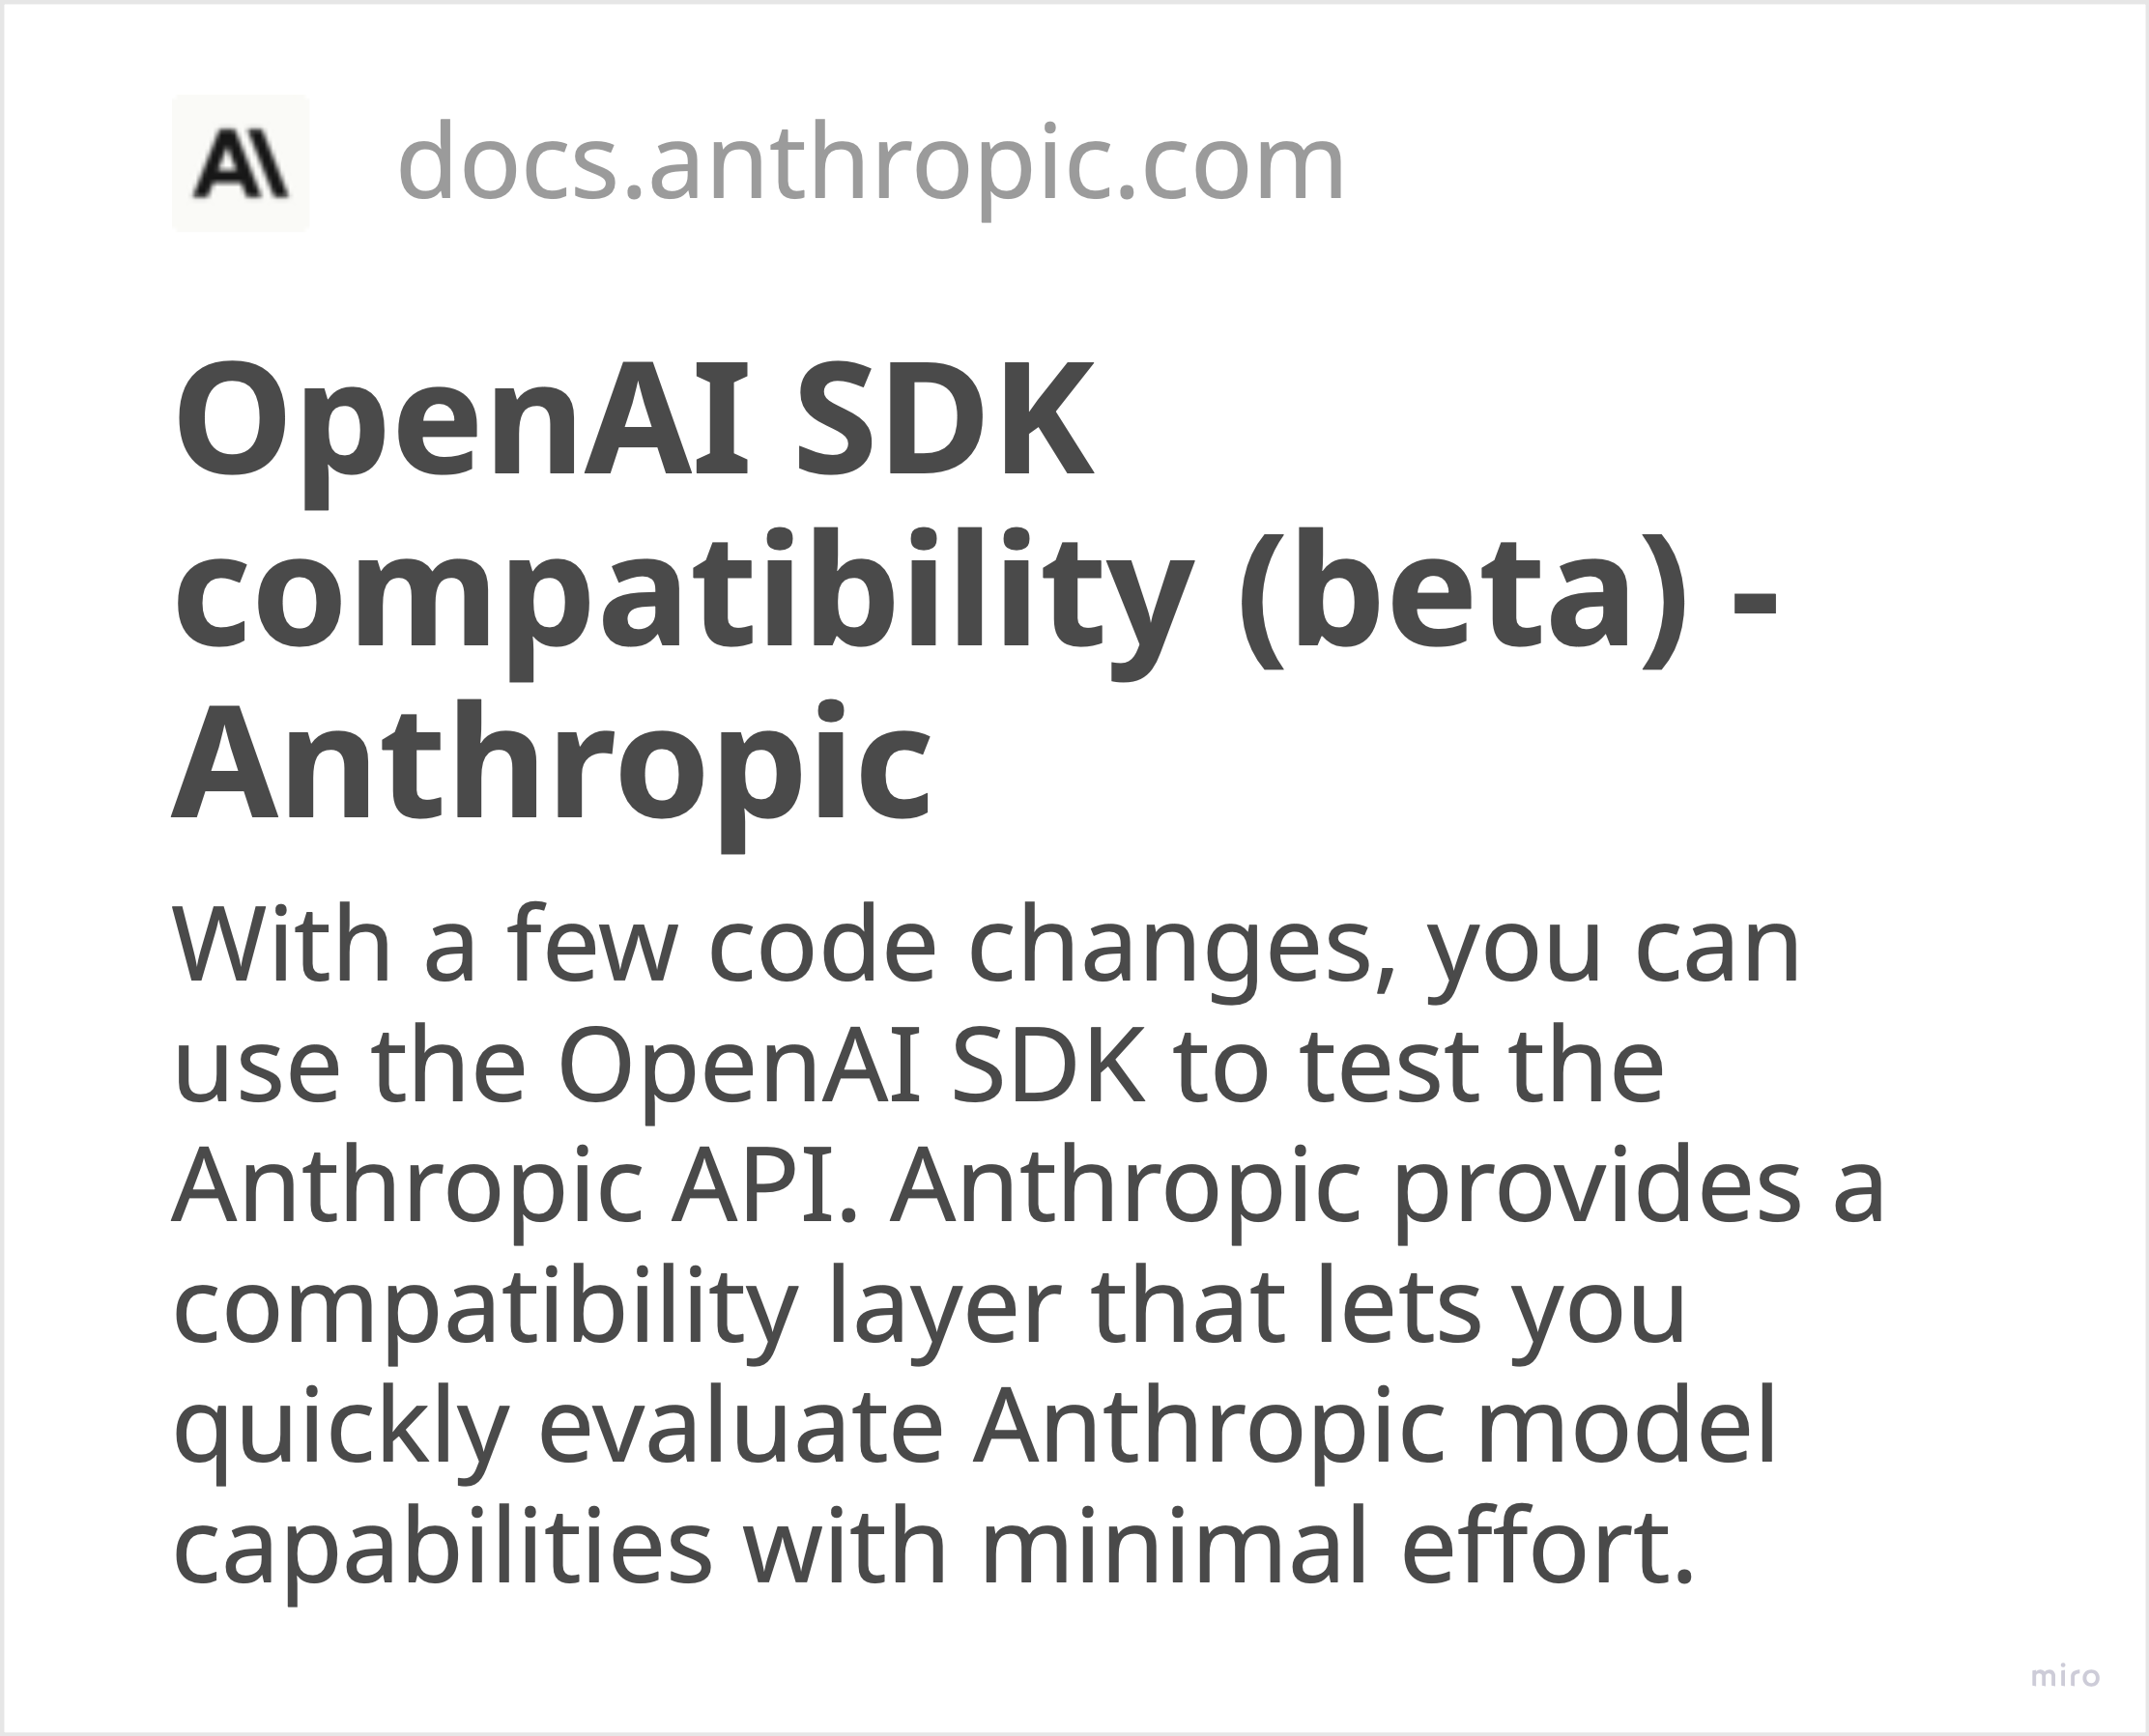 docs.anthropic.com
OpenAI SDK
compatibility (beta) -
Anthropic
With a few code changes, you can
use the OpenAI SDK to test the
Anthropic API. Anthropic provides a
compatibility layer that lets you
quickly evaluate Anthropic model
capabilities with minimal effort.
miro